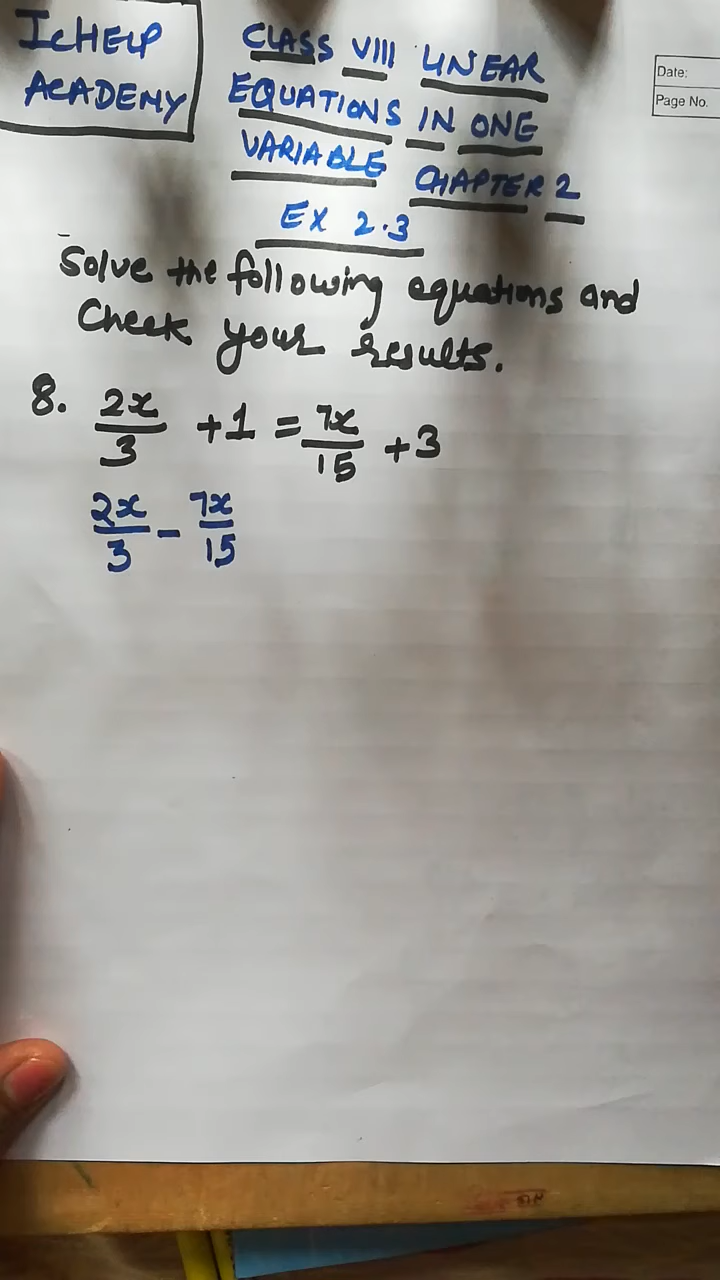 IcHELP
ACADEMY
CLASS VIII LINEAR
EQUATIONS IN ONE
VARIABLE CHAPTER 2
EX 2.3
Date:
Page No.
Solve the following equations and
Check your results.
8. 2x/3 + 1 = 7x/15 + 3
2x/3 - 7x/15